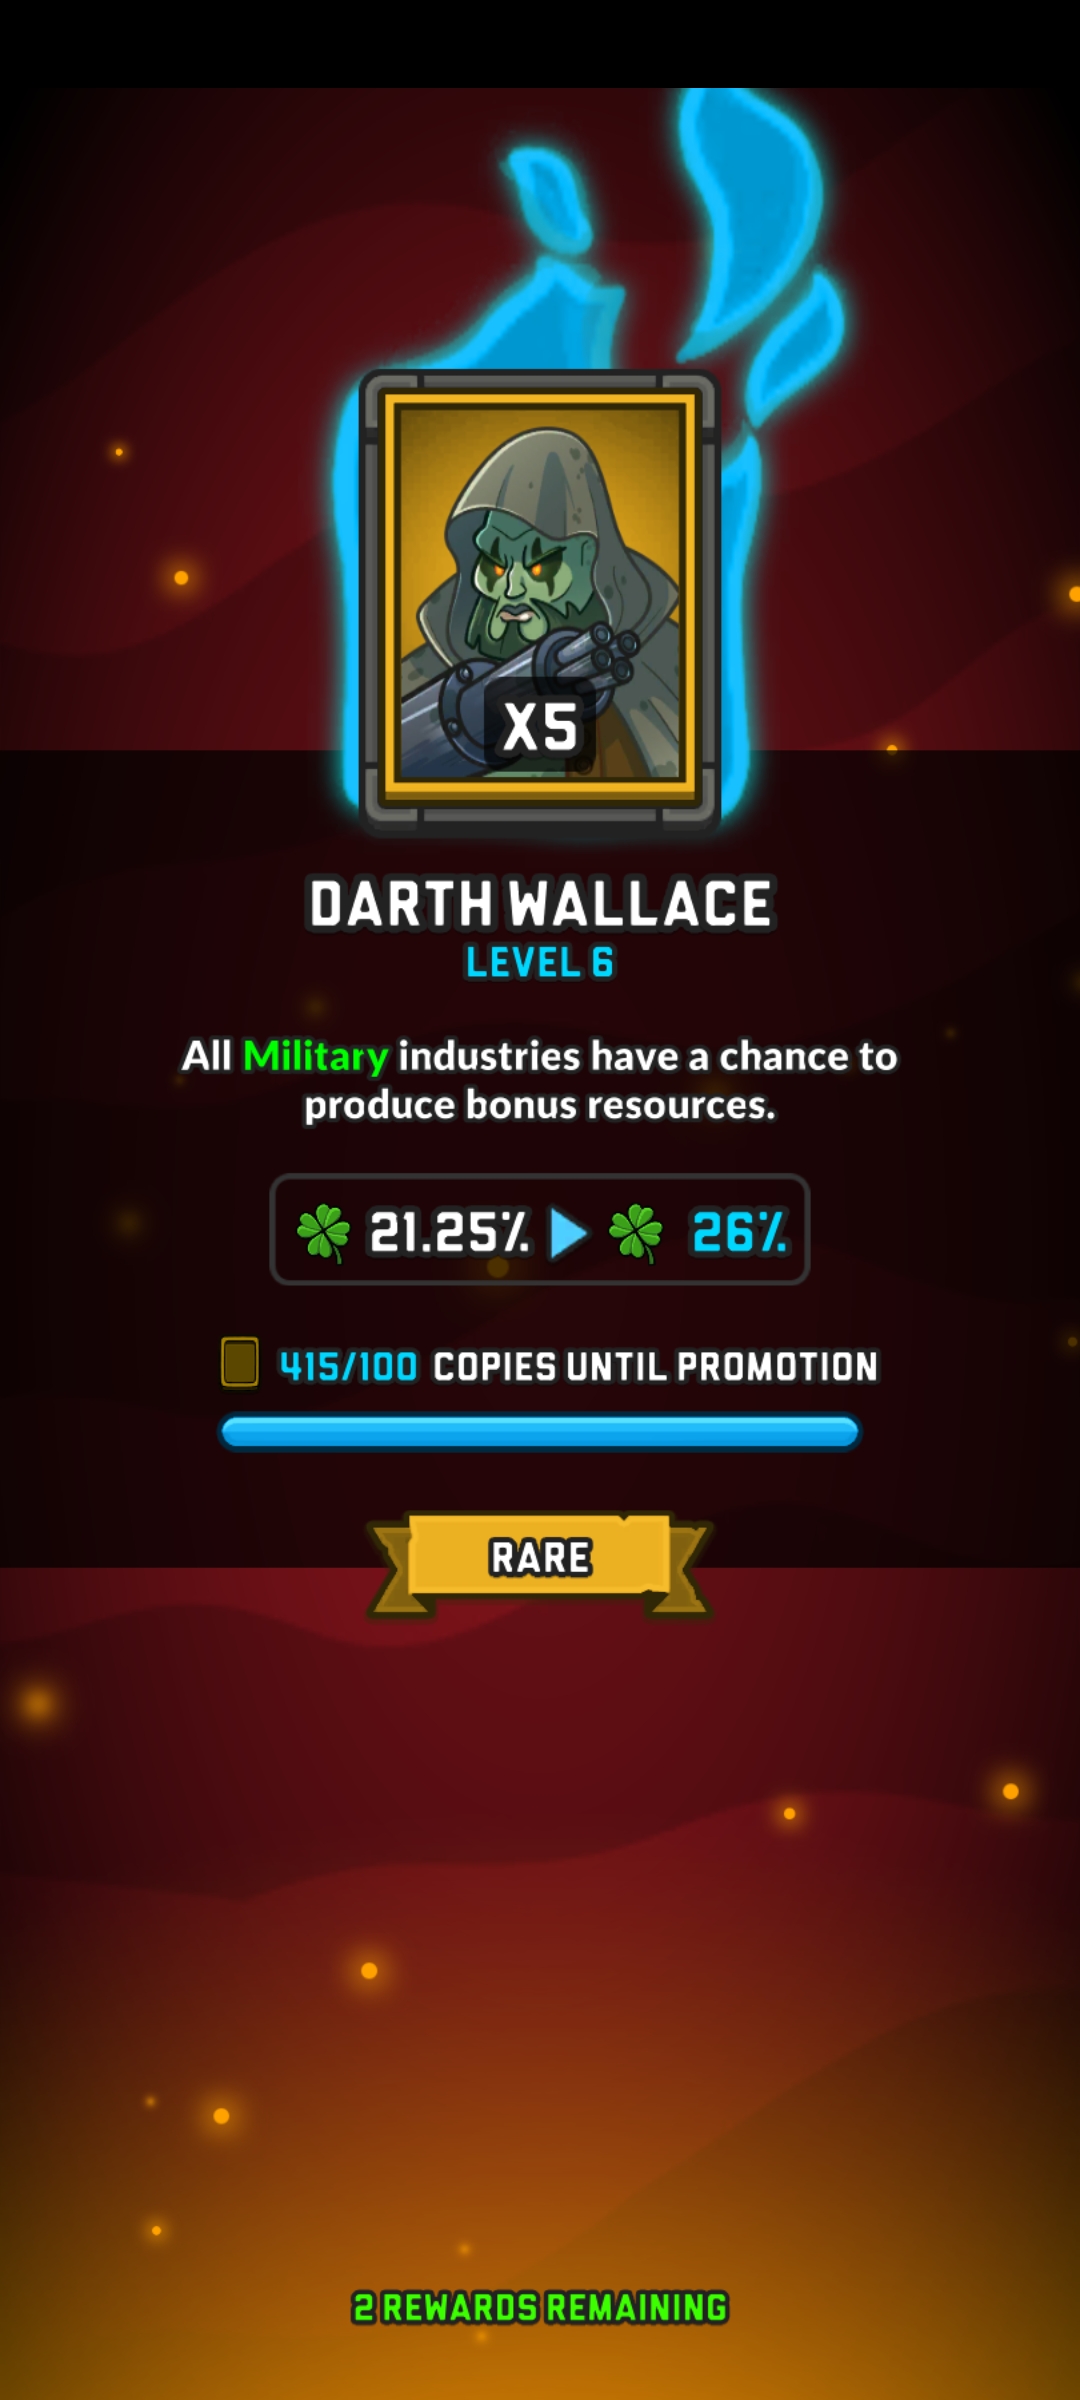 X5
DARTH WALLACE
LEVEL 6
All Military industries have a chance to
produce bonus resources.
21.25% 26%
415/100 COPIES UNTIL PROMOTION
RARE
2 REWARDS REMAINING